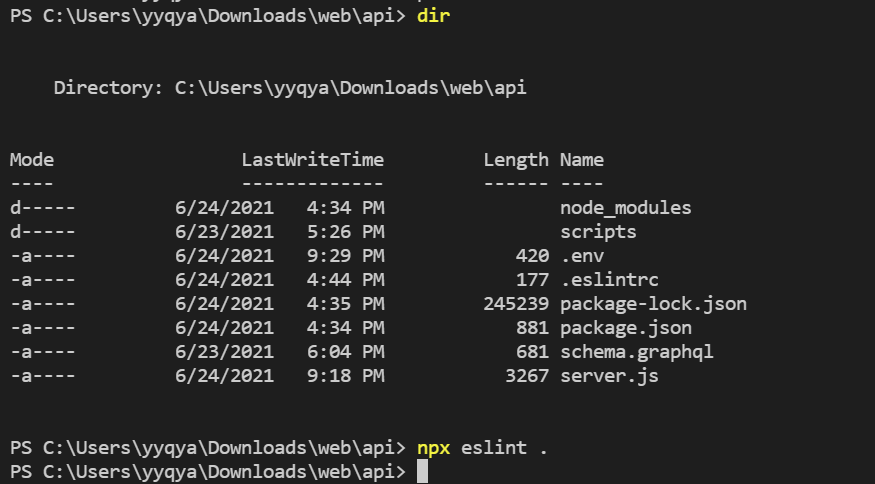 PS C:\Users\yyqya\Downloads\web\api> dir
Directory: C:\Users\yyqya\Downloads\web\api
Mode LastWriteTime Length Name
---- ------------- ------ ----
d----- 6/24/2021 4:34 PM node_modules
d----- 6/23/2021 5:26 PM scripts
-a---- 6/24/2021 9:29 PM 420 .env
-a---- 6/24/2021 4:44 PM 177 .eslintrc
-a---- 6/24/2021 4:35 PM 245239 package-lock.json
-a---- 6/24/2021 4:34 PM 881 package.json
-a---- 6/23/2021 6:04 PM 681 schema.graphql
-a---- 6/24/2021 9:18 PM 3267 server.js
PS C:\Users\yyqya\Downloads\web\api> npx eslint .
PS C:\Users\yyqya\Downloads\web\api>